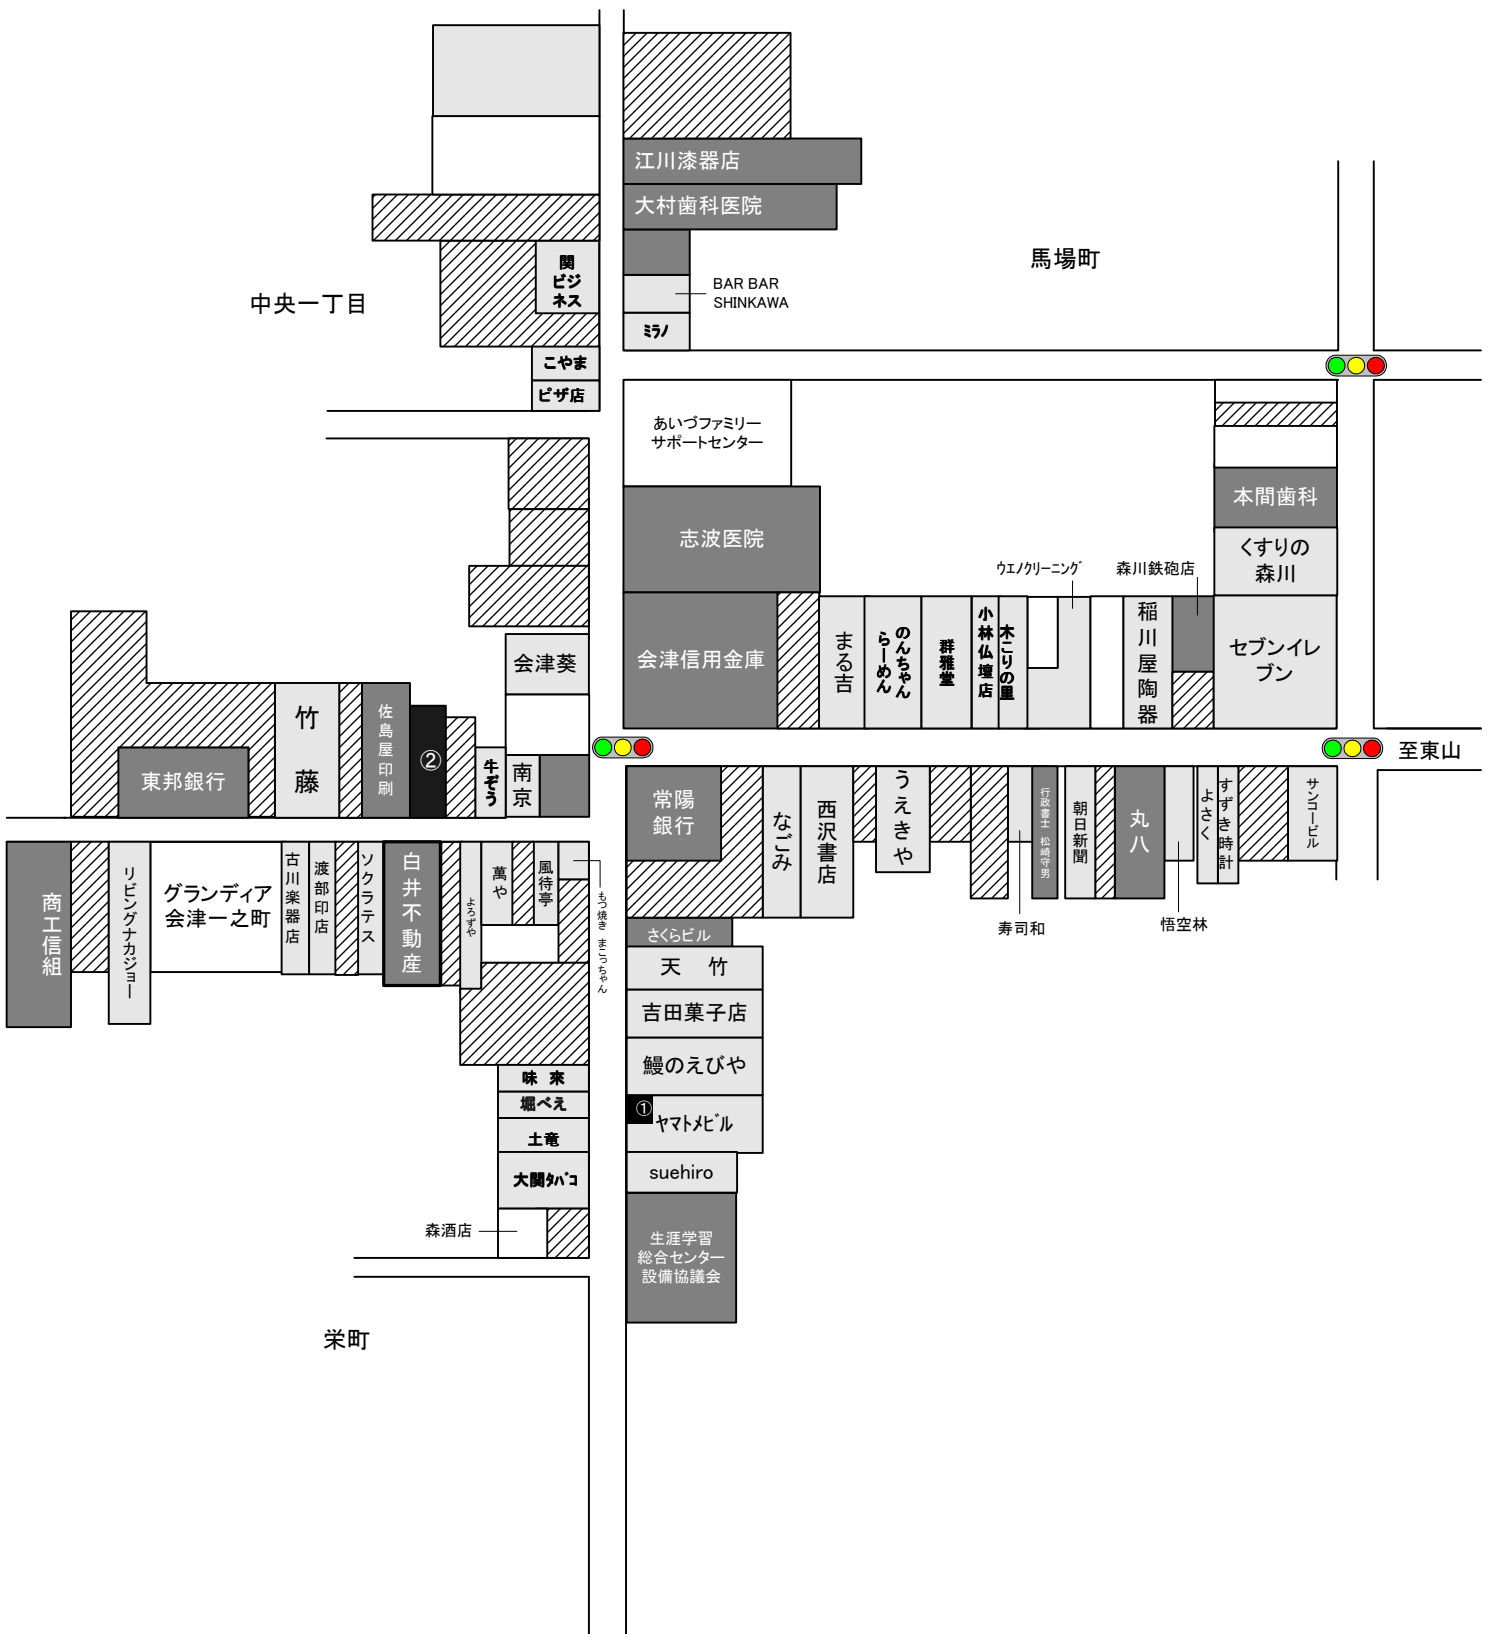 江川漆器店
大村歯科医院
馬場町
関
ビジ
ネス
BAR BAR
SHINKAWA
中央一丁目
ミラノ
こやま
ピザ店
あいづファミリー
サポートセンター
本間歯科
志波医院
くすりの
森川
ウエノクリーニング
森川鉄砲店
会津信用金庫
まる吉
のんちゃん
らーめん
群雅堂
小林仏壇店
木こりの里
稲川屋陶器
セブンイレ
ブン
会津葵
竹藤
佐島屋印刷
②
牛ぞう
南京
東邦銀行
至東山
常陽
銀行
なごみ
西沢書店
うえきや
寿司和
行政書士 松崎守男
朝日新聞
丸八
悟空林
よさく
すずき時計
サンコービル
商工信組
リビングナカジョー
グランディア
会津一之町
古川楽器店
渡部印店
ソクラテス
白井不動産
よろずや
萬や
風待亭
もつ焼き まこっちゃん
さくらビル
天 竹
吉田菓子店
鰻のえびや
①
ヤマトメビル
suehiro
生涯学習
総合センター
設備協議会
味 来
堀べえ
土竜
大関タバコ
森酒店
栄町